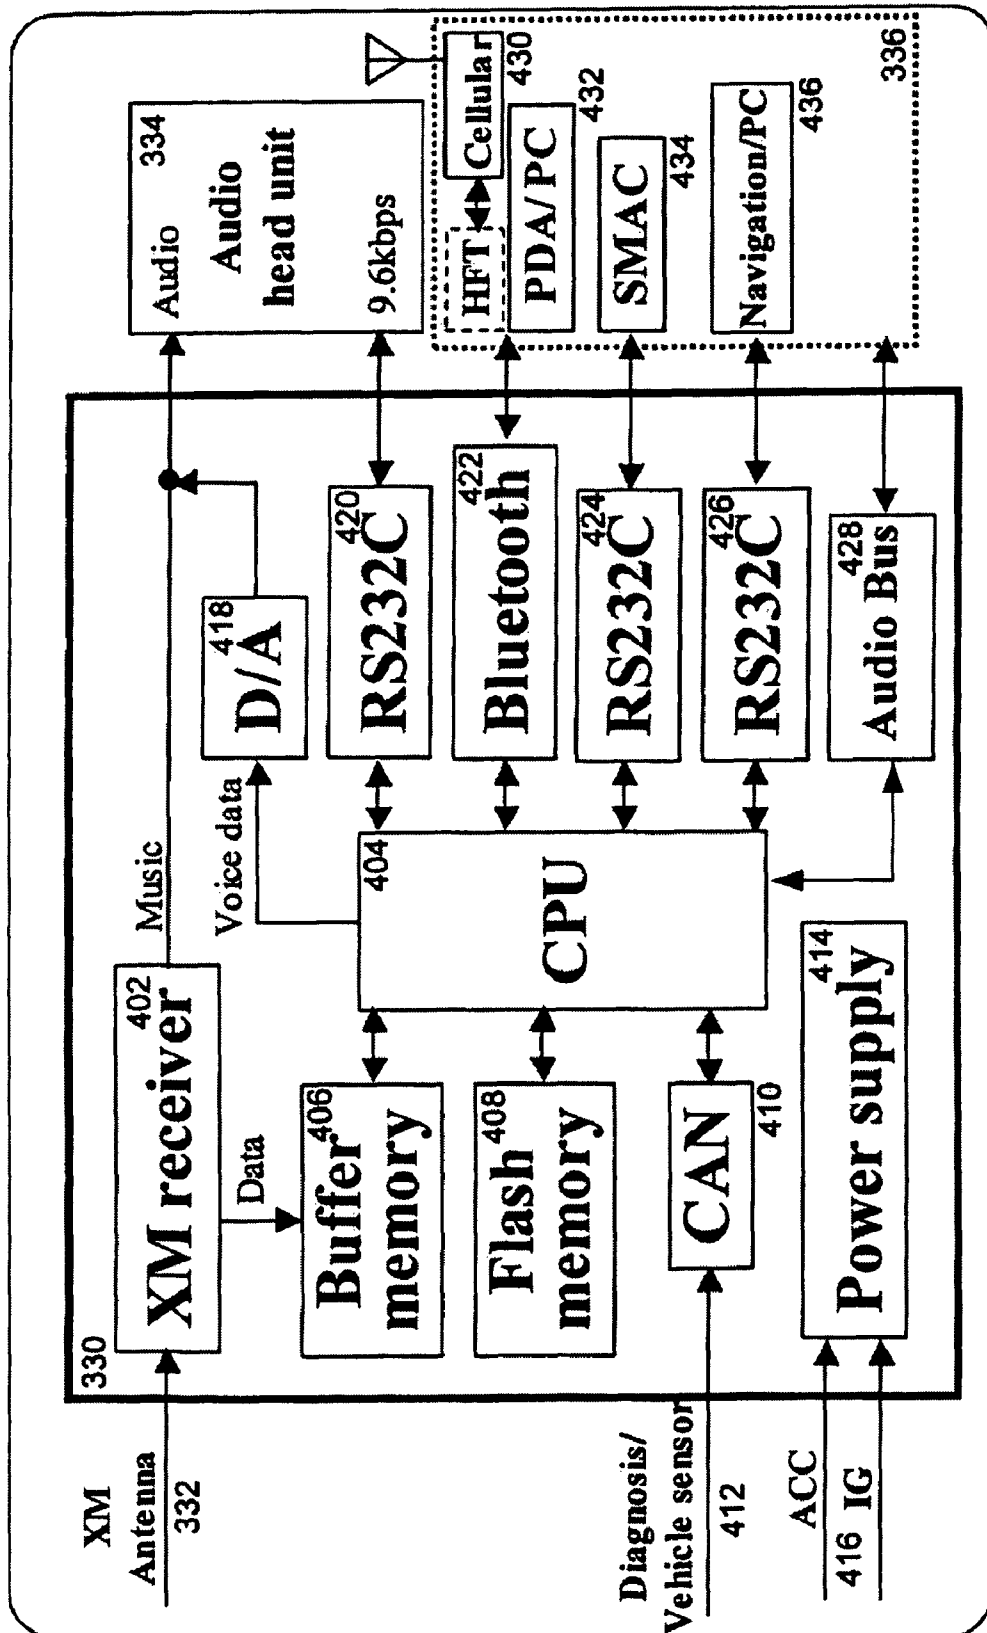 XM
Antenna
332
Diagnosis/
Vehicle sensor
412
ACC
416
IG
330
XM receiver
402
Music
Data
Voice data
Buffer
memory
406
Flash
memory
408
CAN
410
Power supply
414
CPU
404
D/A
418
RS232C
420
Bluetooth
422
RS232C
424
RS232C
426
Audio Bus
428
Audio
334
Audio
head unit
9.6kbps
HFT
Cellular
430
PDA/PC
432
SMAC
434
Navigation/PC
436
336